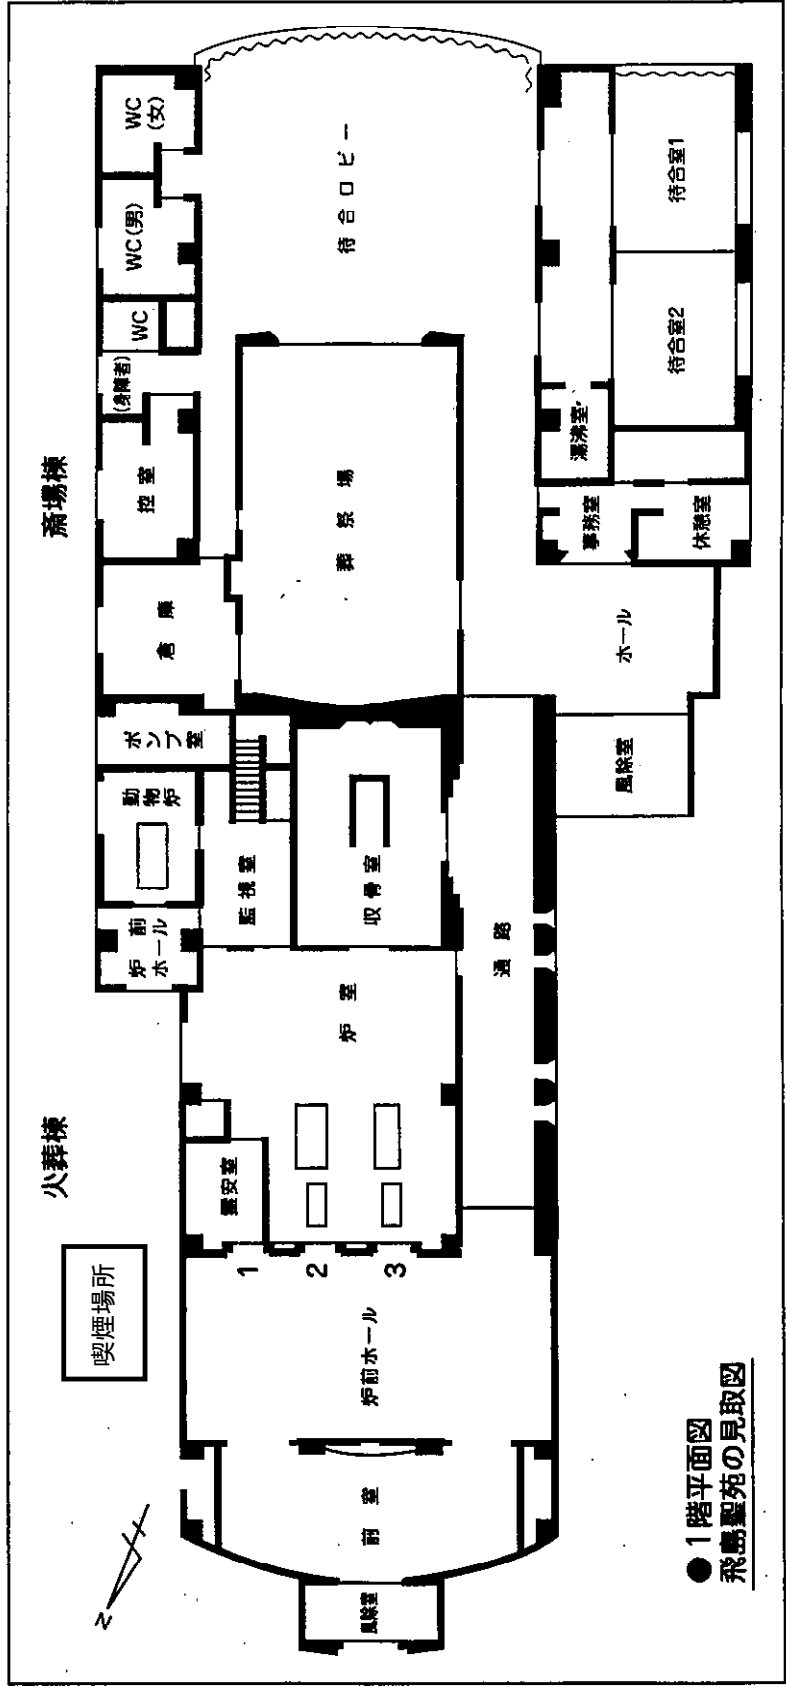 ●1階平面図
飛鳥聖苑の見取図
斎場棟
火葬棟
喫煙場所
N
WC
(女)
WC(男)
WC
(身障者)
控室
倉庫
ポンプ室
動物炉
前
炉ホール
監視室
収骨室
炉室
霊安室
1
2
3
炉前ホール
前室
風除室
通路
葬祭場
待合ロビー
待合室1
待合室2
湯沸室
事務室
休憩室
ホール
風除室